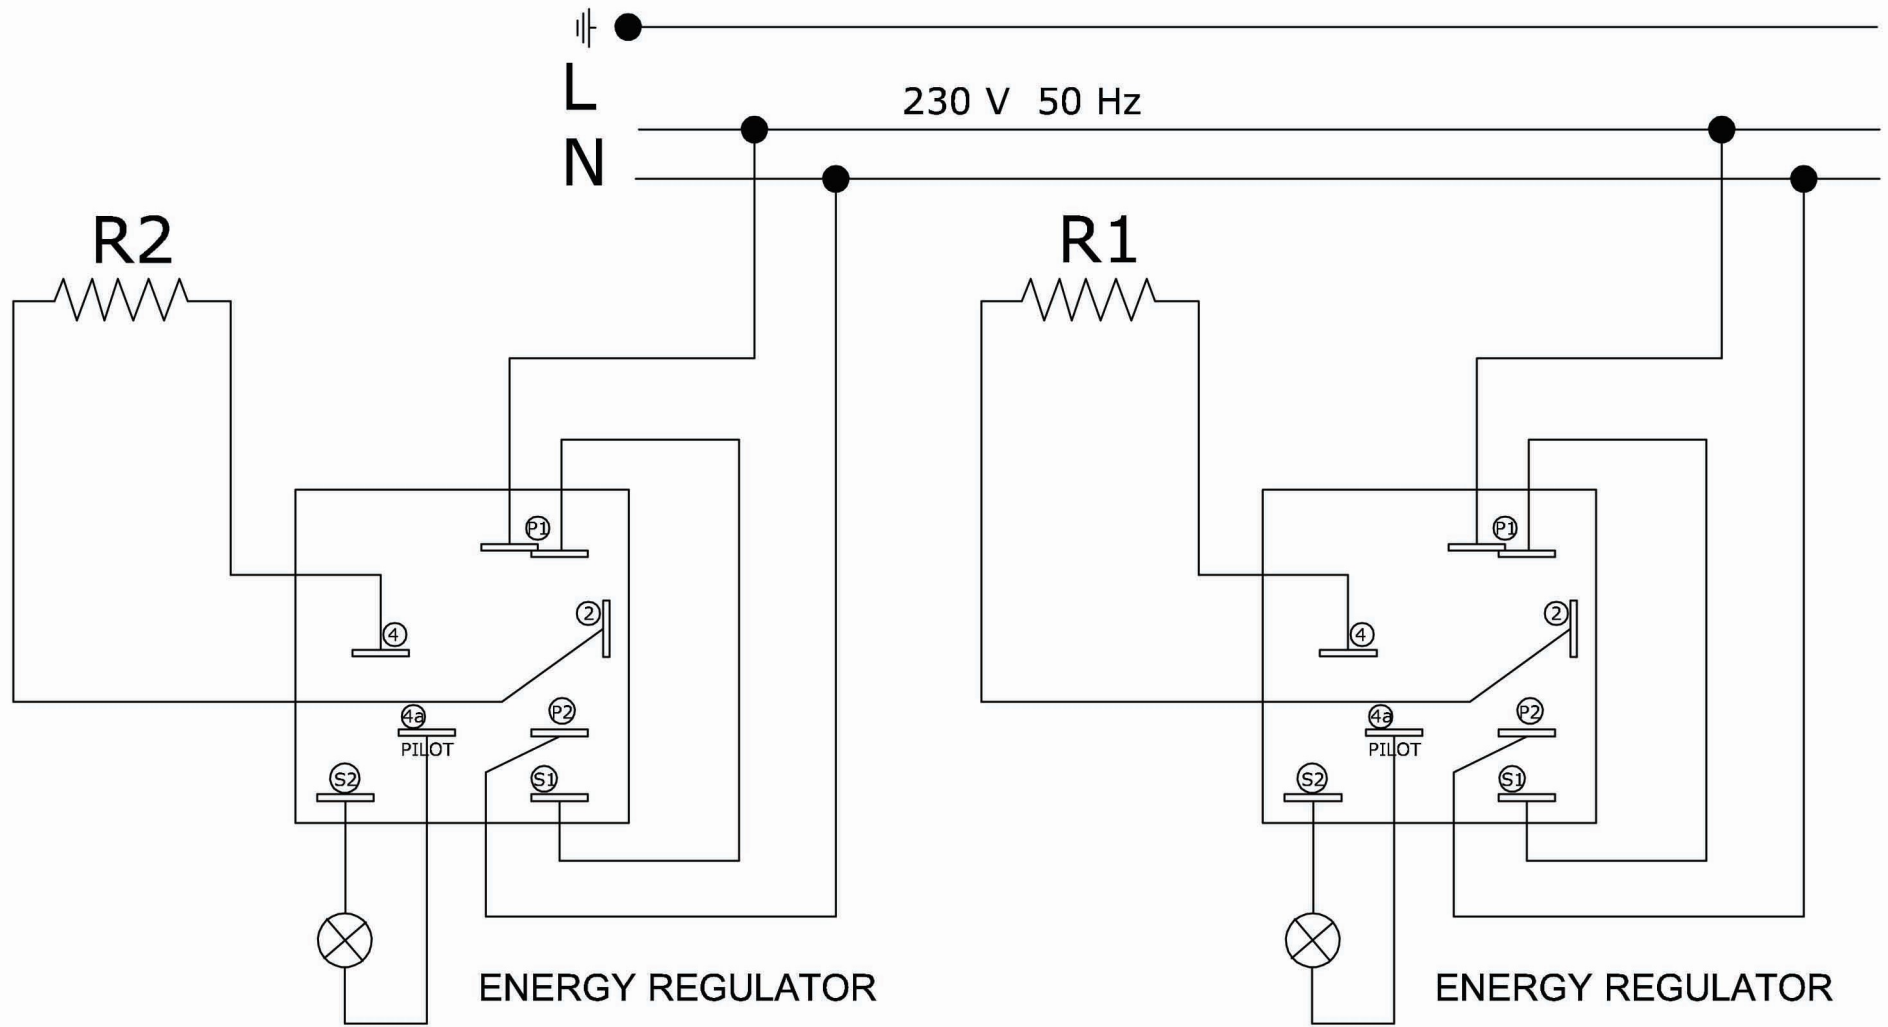 L
230 V 50 Hz
N
R2
R1
P1
P1
2
2
4
4
P2
P2
4a
4a
PILOT
PILOT
S2
S1
S2
S1
ENERGY REGULATOR
ENERGY REGULATOR